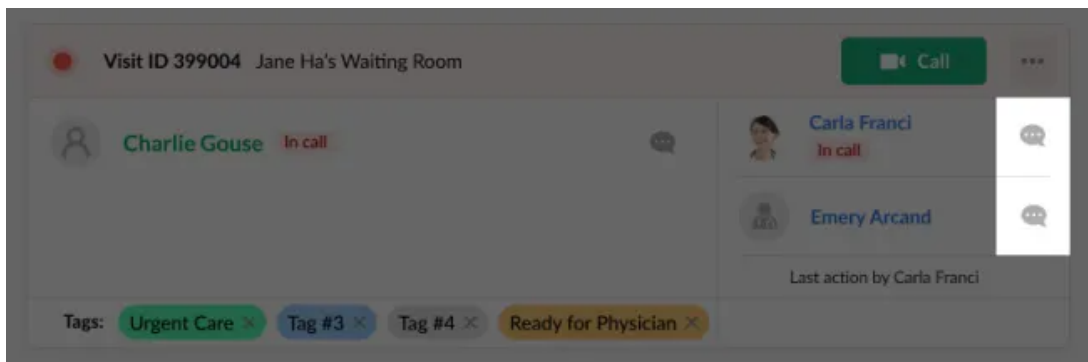 Visit ID 399004 Jane Ha's Waiting Room
Call
Charlie Gouse In call
Carla Franci
In call
Emery Arcand
Last action by Carla Franci
Tags: Urgent Care × Tag #3 × Tag #4 × Ready for Physician ×